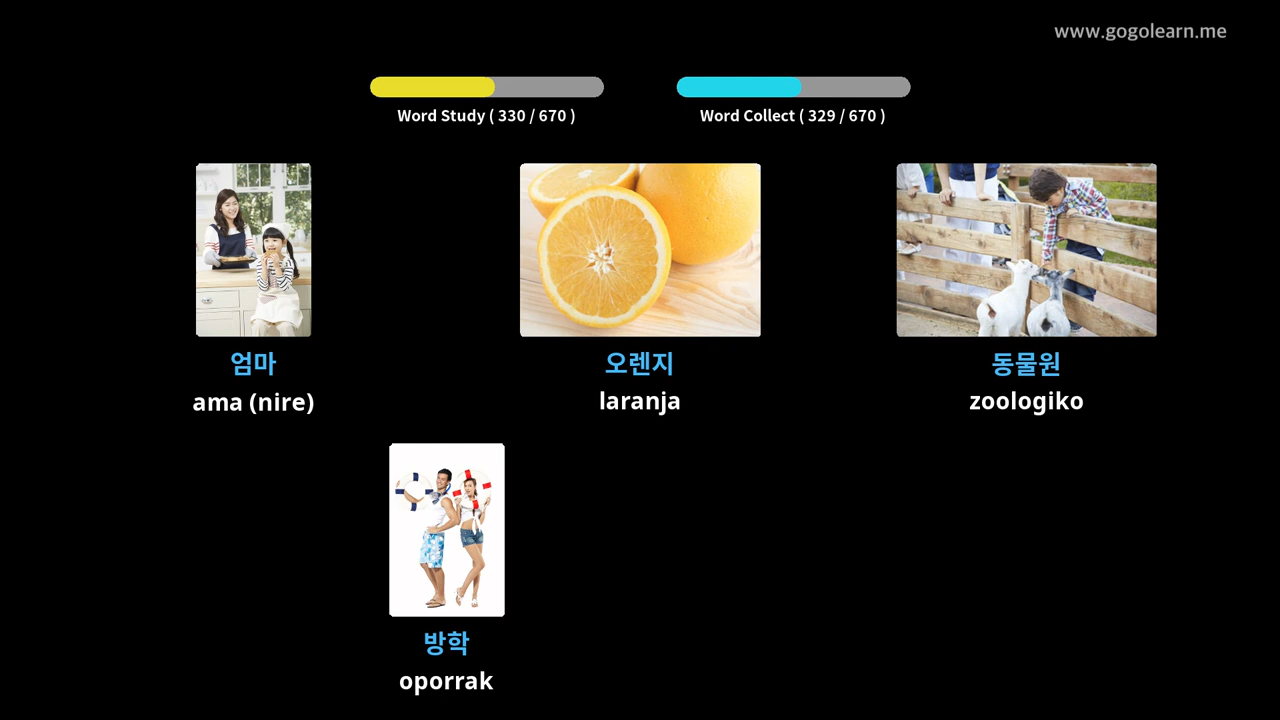 www.gogolearn.me
Word Study ( 330 / 670 )
Word Collect ( 329 / 670 )
엄마
ama (nire)
오렌지
laranja
동물원
zoologiko
방학
oporrak